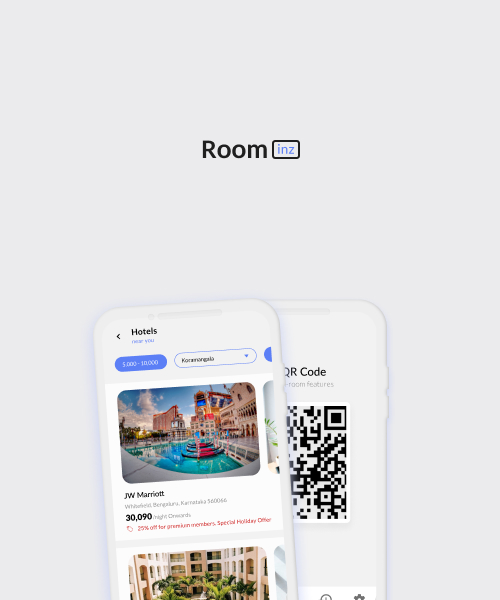 Room inz
Hotels
near you
5,000 - 10,000
Koramangala
JW Marriott
Whitefield, Bengaluru, Karnataka 560066
30,090/night Onwards
25% off for premium members. Special Holiday Offer
QR Code
-room features